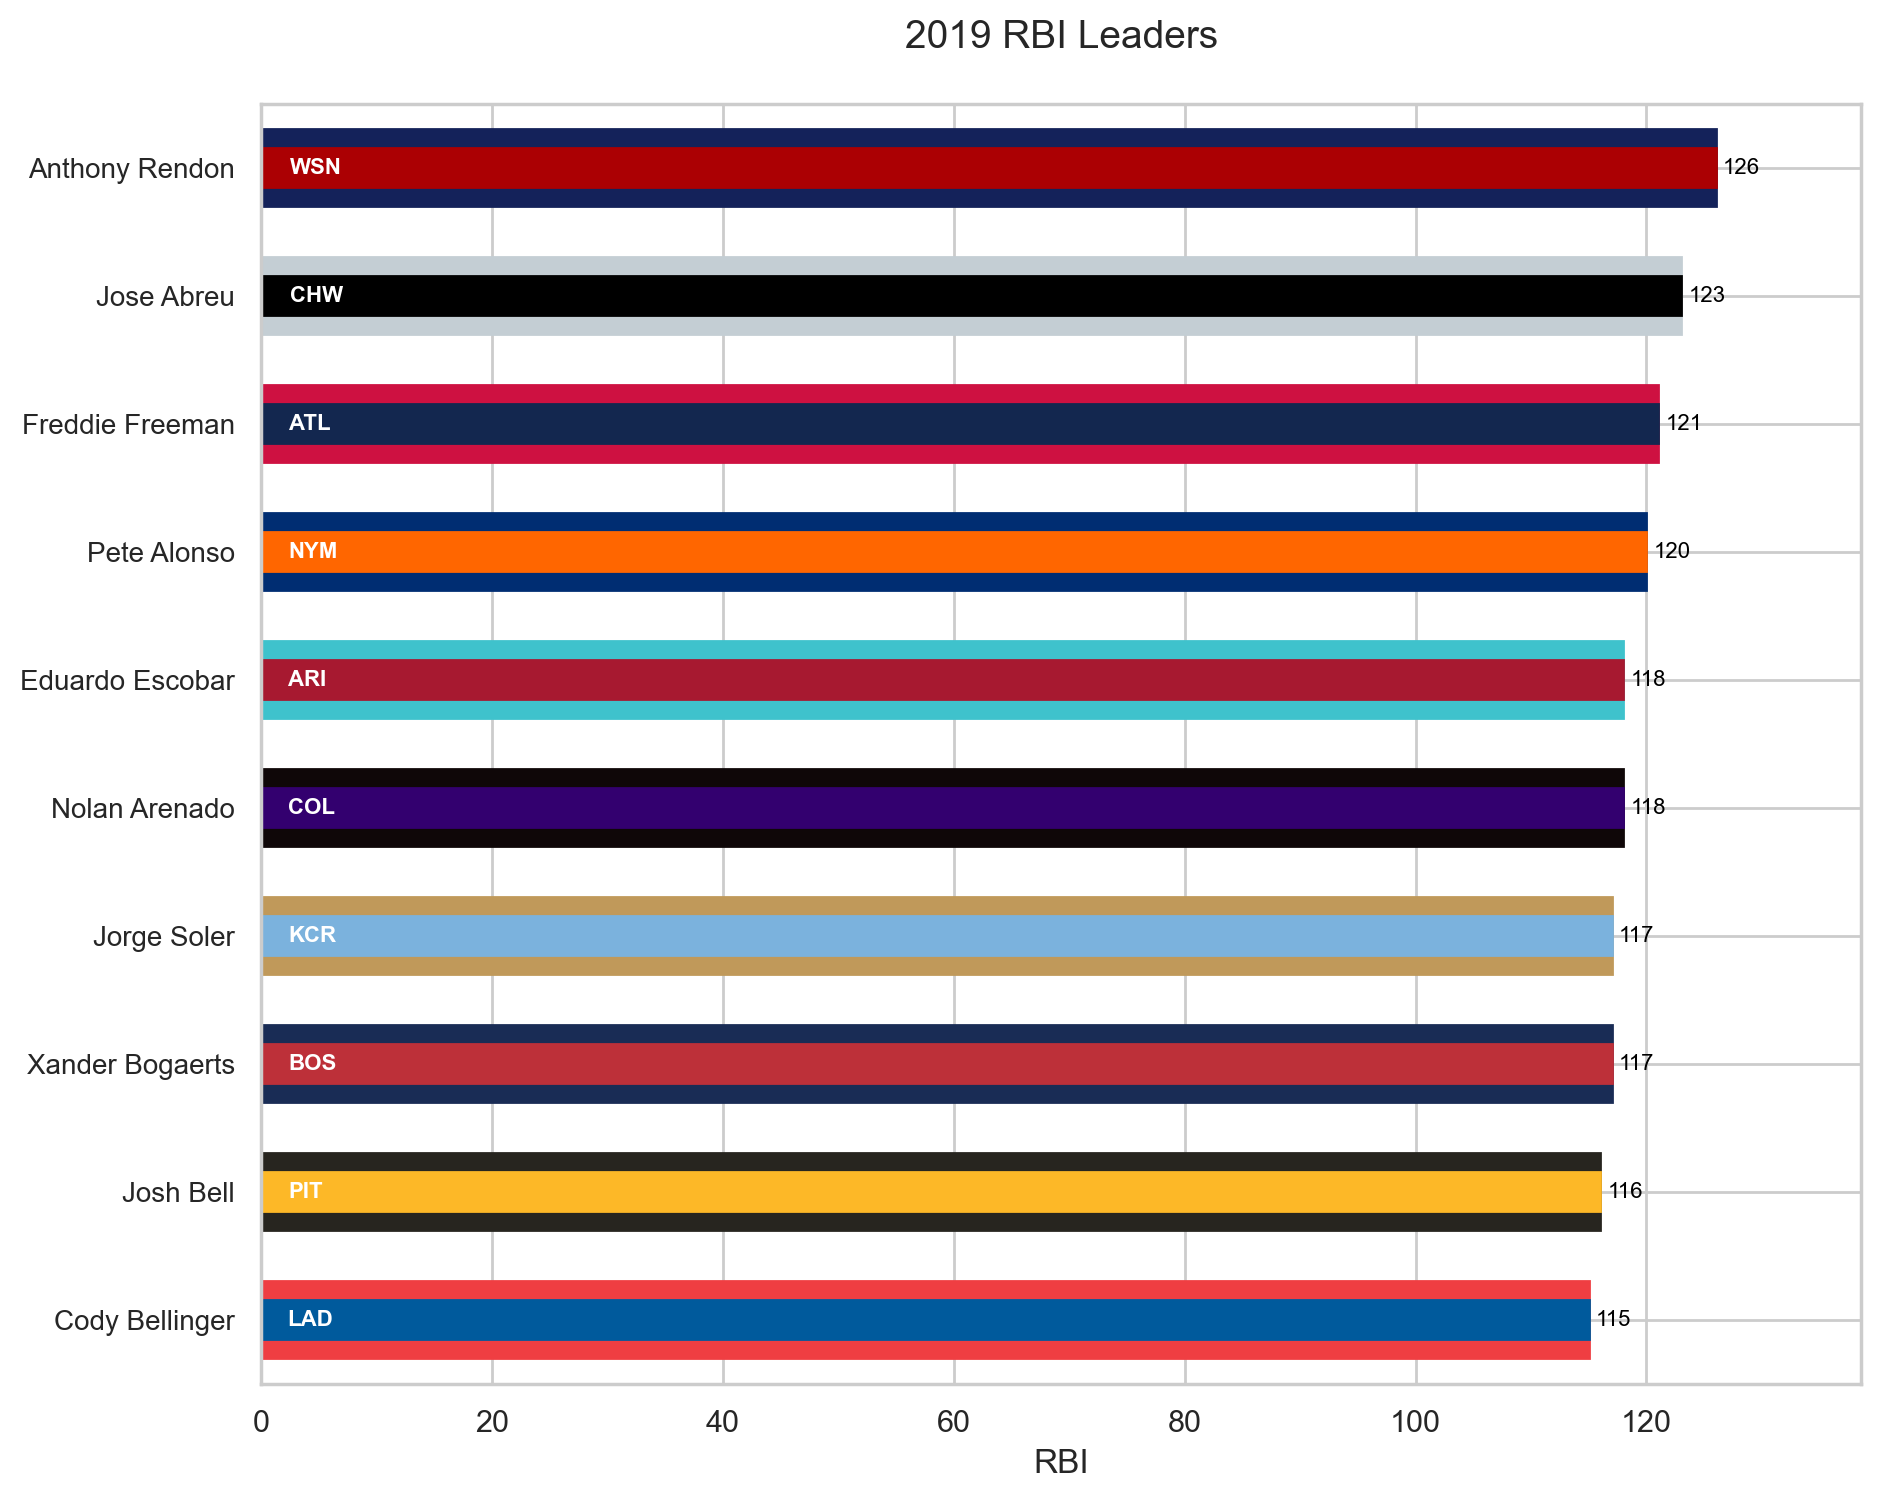 2019 RBI Leaders
Anthony Rendon WSN 126
Jose Abreu CHW 123
Freddie Freeman ATL 121
Pete Alonso NYM 120
Eduardo Escobar ARI 118
Nolan Arenado COL 118
Jorge Soler KCR 117
Xander Bogaerts BOS 117
Josh Bell PIT 116
Cody Bellinger LAD 115
0 20 40 60 80 100 120
RBI